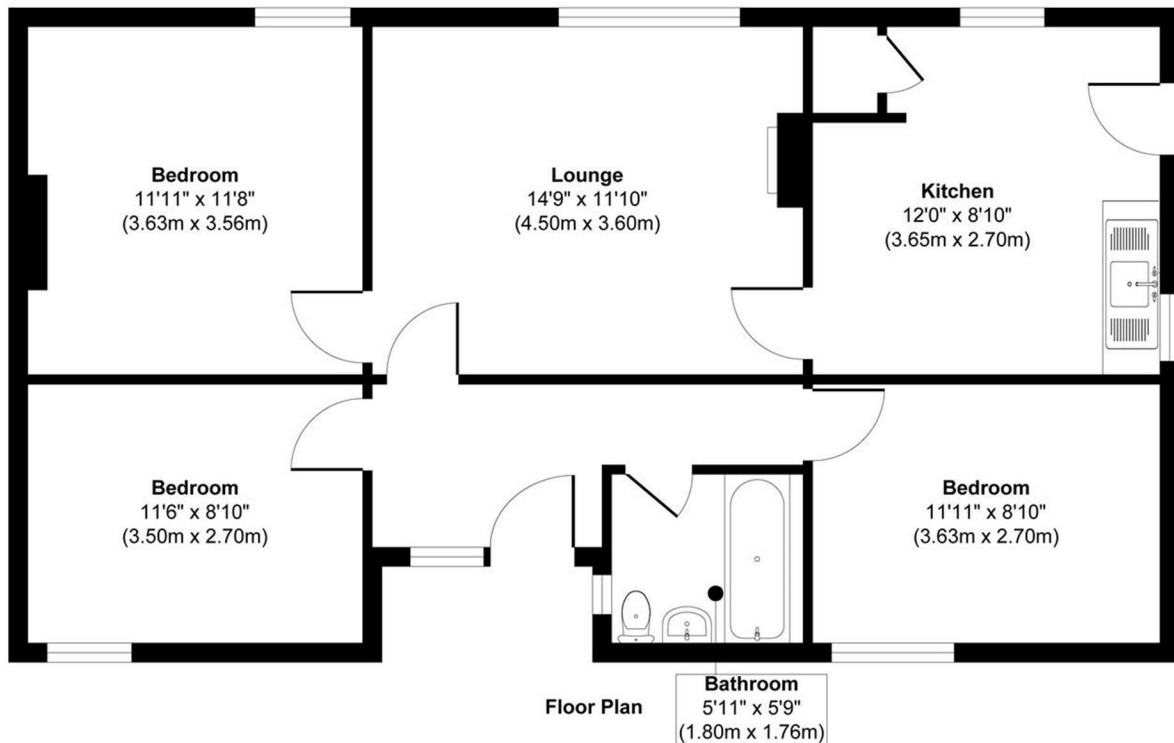 Bedroom
11'11" x 11'8"
(3.63m x 3.56m)
Lounge
14'9" x 11'10"
(4.50m x 3.60m)
Kitchen
12'0" x 8'10"
(3.65m x 2.70m)
Bedroom
11'6" x 8'10"
(3.50m x 2.70m)
Bedroom
11'11" x 8'10"
(3.63m x 2.70m)
Floor Plan
Bathroom
5'11" x 5'9"
(1.80m x 1.76m)